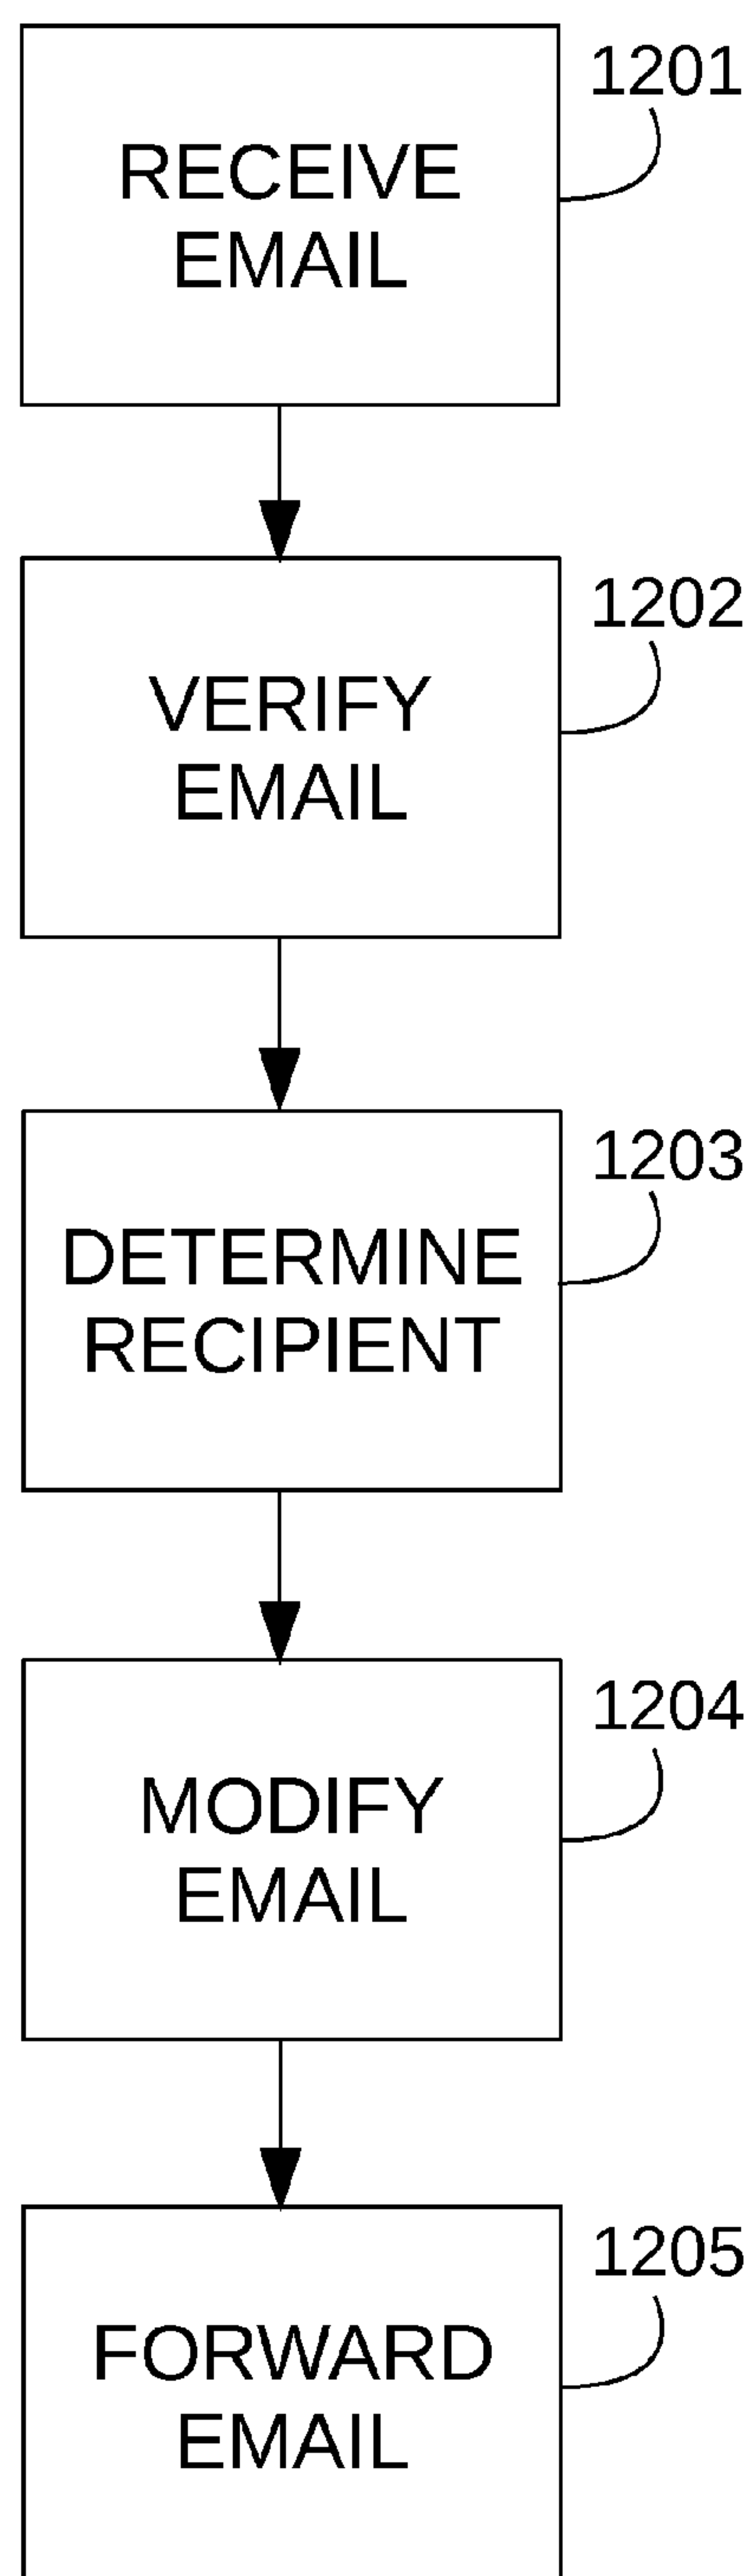 1201
RECEIVE
EMAIL
1202
VERIFY
EMAIL
1203
DETERMINE
RECIPIENT
1204
MODIFY
EMAIL
1205
FORWARD
EMAIL